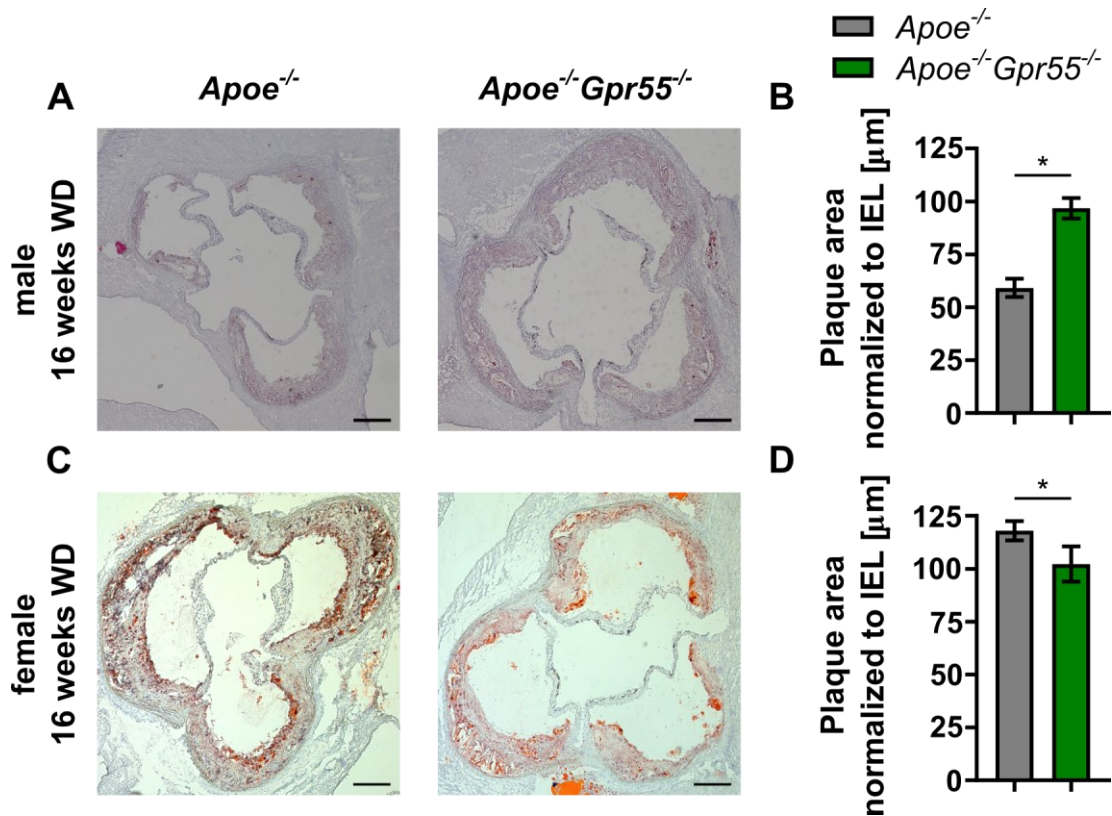 Apoe-/-
Apoe-/-Gpr55-/-
A
Apoe-/-
Apoe-/-Gpr55-/-
B
male
16 weeks WD
Plaque area
normalized to IEL [μm]
125
100
75
50
25
0
*
C
D
female
16 weeks WD
Plaque area
normalized to IEL [μm]
125
100
75
50
25
0
*